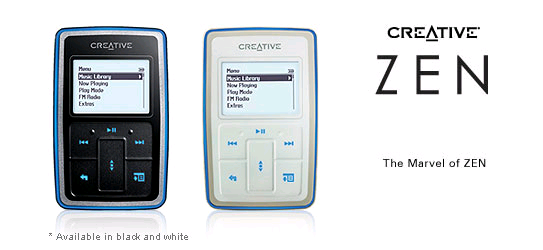 CREATIVE
Menu
Music Library
Now Playing
Play Mode
FM Radio
Extras
CREATIVE
Menu
Music Library
Now Playing
Play Mode
FM Radio
Extras
CREATIVE
ZEN
The Marvel of ZEN
* Available in black and white